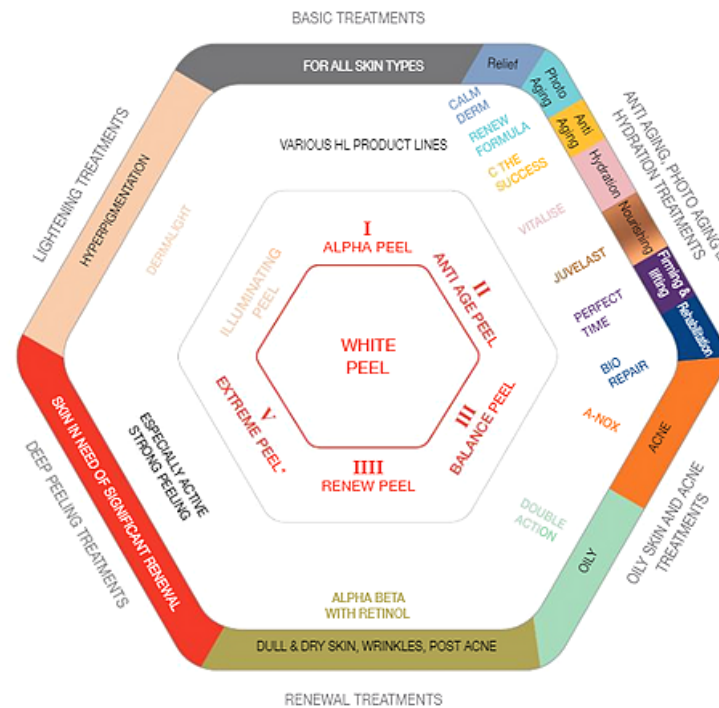 BASIC TREATMENTS
FOR ALL SKIN TYPES
Relief
Photo
Aging
Anti
Aging
Hydration
Nourishing
Firming &
lifting
Rehabilitation
ANTI AGING, PHOTO AGING
HYDRATION TREATMENTS
LIGHTENING TREATMENTS
HYPERPIGMENTATION
DERMALIGHT
VARIOUS HL PRODUCT LINES
CALM
DERM
RENEW
FORMULA
C THE
SUCCESS
VITALISE
JUVELAST
PERFECT
TIME
BIO
REPAIR
A-NOX
DOUBLE
ACTION
I
ALPHA PEEL
II
ANTI AGE PEEL
III
BALANCE PEEL
IIII
RENEW PEEL
V
EXTREME PEEL*
ILLUMINATING
PEEL
WHITE
PEEL
ACNE
OILY
OILY SKIN AND ACNE
TREATMENTS
ESPECIALLY ACTIVE
STRONG PEELING
SKIN IN NEED OF SIGNIFICANT RENEWAL
DEEP PEELING TREATMENTS
ALPHA BETA
WITH RETINOL
DULL & DRY SKIN, WRINKLES, POST ACNE
RENEWAL TREATMENTS